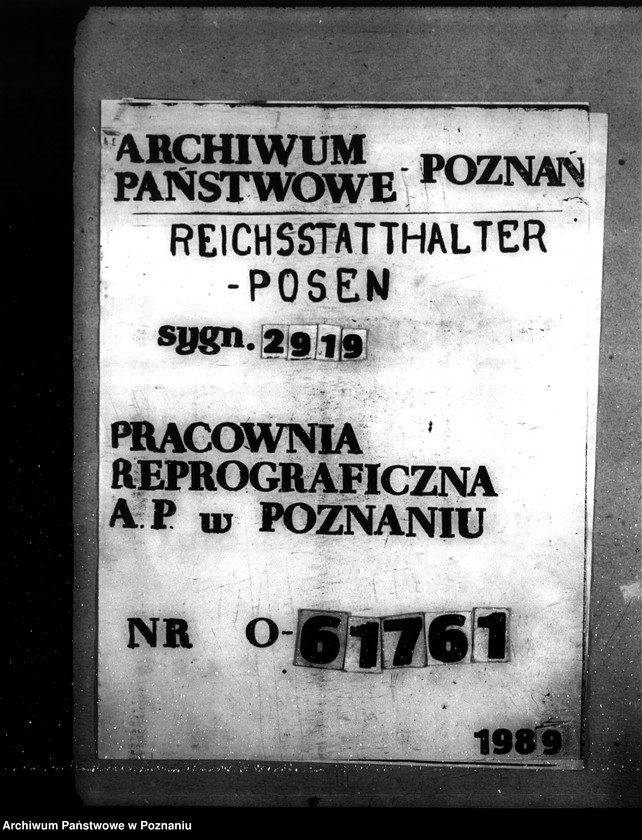 ARCHIWUM
PAŃSTWOWE - POZNAŃ
REICHSSTATTHALTER
-POSEN
sygn. 2919
PRACOWNIA
REPROGRAFICZNA
A.P. w POZNANIU
NR O-61761
1989
Archiwum Państwowe w Poznaniu